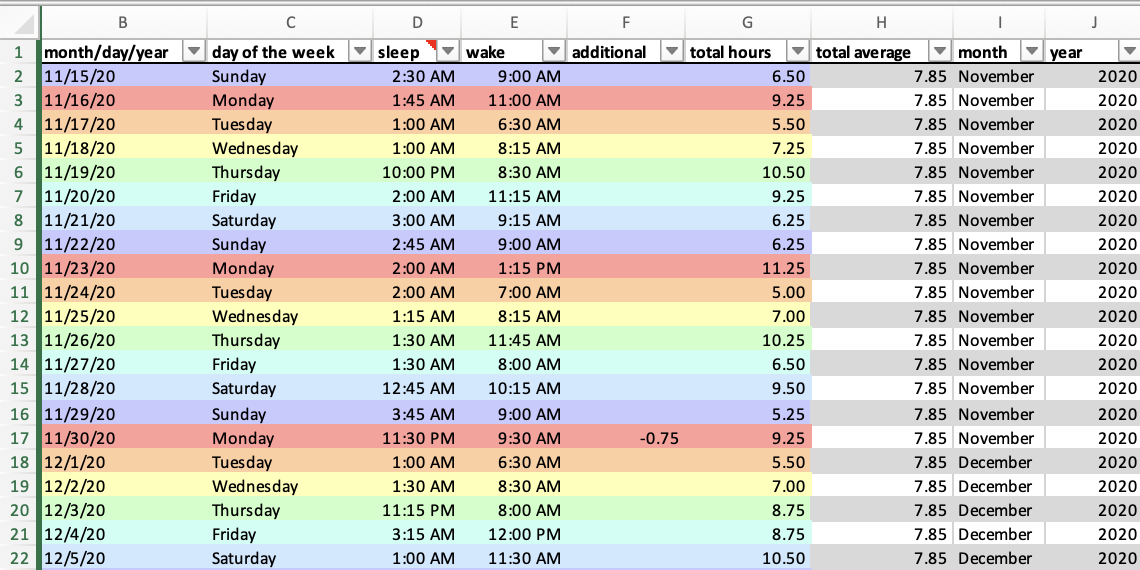 B C D E F G H I J
1 month/day/year day of the week sleep wake additional total hours total average month year
2 11/15/20 Sunday 2:30 AM 9:00 AM 6.50 7.85 November 2020
3 11/16/20 Monday 1:45 AM 11:00 AM 9.25 7.85 November 2020
4 11/17/20 Tuesday 1:00 AM 6:30 AM 5.50 7.85 November 2020
5 11/18/20 Wednesday 1:00 AM 8:15 AM 7.25 7.85 November 2020
6 11/19/20 Thursday 10:00 PM 8:30 AM 10.50 7.85 November 2020
7 11/20/20 Friday 2:00 AM 11:15 AM 9.25 7.85 November 2020
8 11/21/20 Saturday 3:00 AM 9:15 AM 6.25 7.85 November 2020
9 11/22/20 Sunday 2:45 AM 9:00 AM 6.25 7.85 November 2020
10 11/23/20 Monday 2:00 AM 1:15 PM 11.25 7.85 November 2020
11 11/24/20 Tuesday 2:00 AM 7:00 AM 5.00 7.85 November 2020
12 11/25/20 Wednesday 1:15 AM 8:15 AM 7.00 7.85 November 2020
13 11/26/20 Thursday 1:30 AM 11:45 AM 10.25 7.85 November 2020
14 11/27/20 Friday 1:30 AM 8:00 AM 6.50 7.85 November 2020
15 11/28/20 Saturday 12:45 AM 10:15 AM 9.50 7.85 November 2020
16 11/29/20 Sunday 3:45 AM 9:00 AM 5.25 7.85 November 2020
17 11/30/20 Monday 11:30 PM 9:30 AM -0.75 9.25 7.85 November 2020
18 12/1/20 Tuesday 1:00 AM 6:30 AM 5.50 7.85 December 2020
19 12/2/20 Wednesday 1:30 AM 8:30 AM 7.00 7.85 December 2020
20 12/3/20 Thursday 11:15 PM 8:00 AM 8.75 7.85 December 2020
21 12/4/20 Friday 3:15 AM 12:00 PM 8.75 7.85 December 2020
22 12/5/20 Saturday 1:00 AM 11:30 AM 10.50 7.85 December 2020